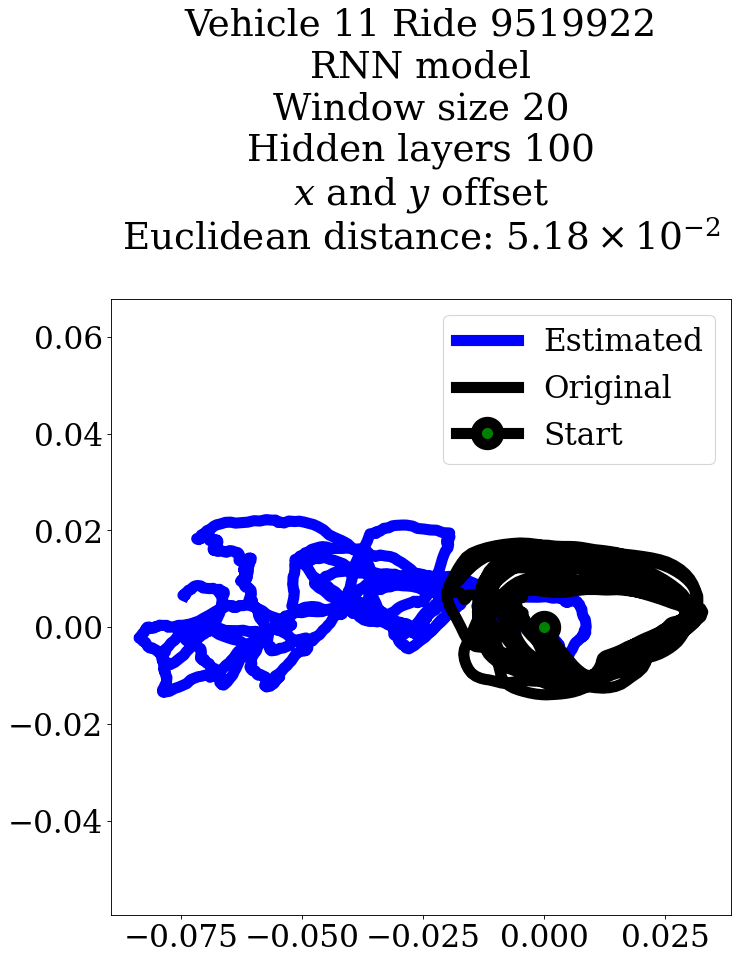 Vehicle 11 Ride 9519922
RNN model
Window size 20
Hidden layers 100
x and y offset
Euclidean distance: 5.18 × 10⁻²
Estimated
Original
Start
0.06
0.04
0.02
0.00
−0.02
−0.04
−0.075 −0.050 −0.025 0.000 0.025